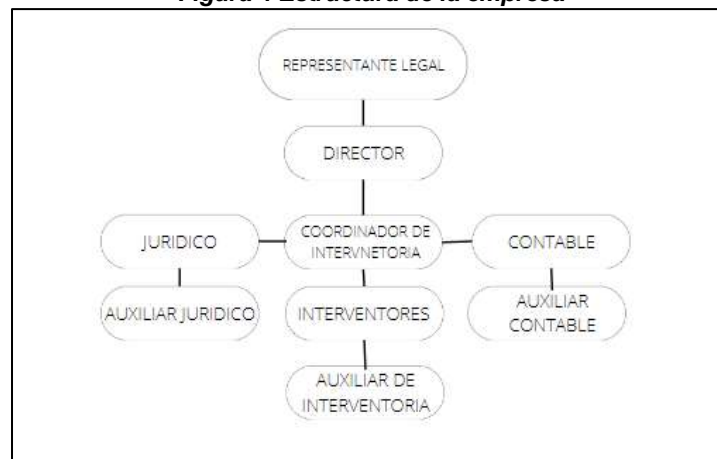 Figura 1 Estructura de la empresa
REPRESENTANTE LEGAL
DIRECTOR
JURIDICO
COORDINADOR DE
INTERVNETORIA
CONTABLE
AUXILIAR JURIDICO
INTERVENTORES
AUXILIAR
CONTABLE
AUXILIAR DE
INTERVENTORIA